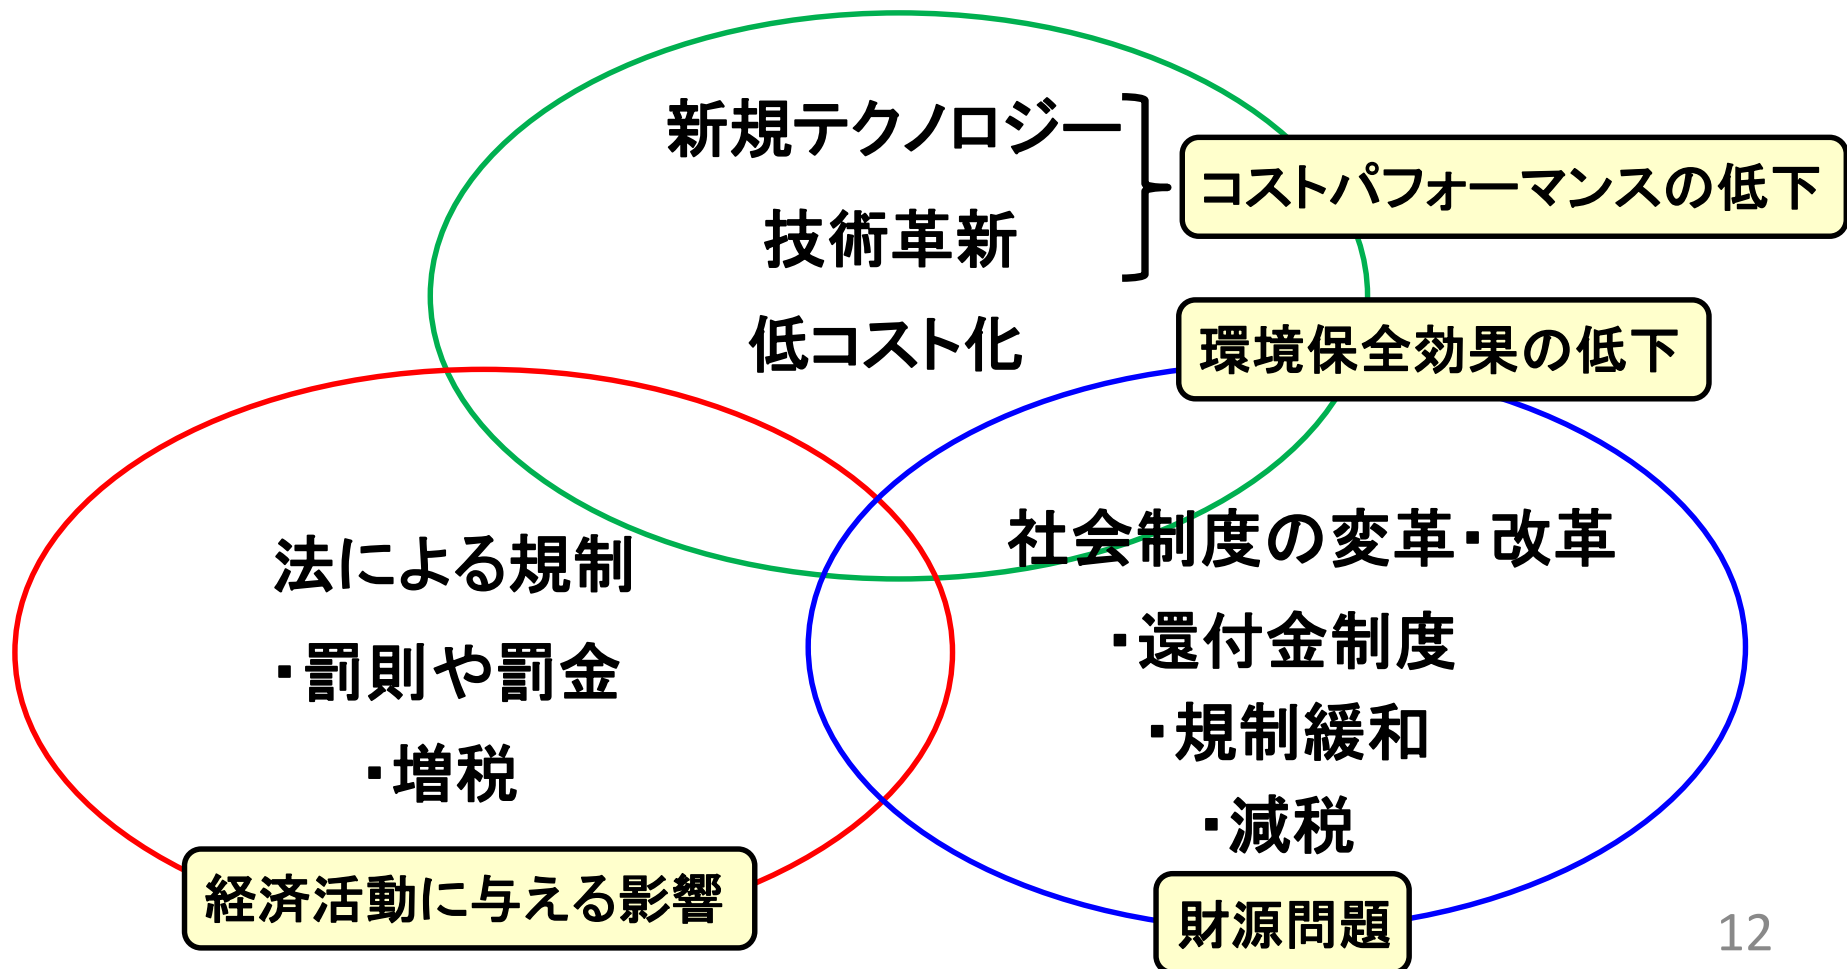 新規テクノロジー
コストパフォーマンスの低下
技術革新
低コスト化
環境保全効果の低下
法による規制
・罰則や罰金
・増税
経済活動に与える影響
社会制度の変革・改革
・還付金制度
・規制緩和
・減税
財源問題
12